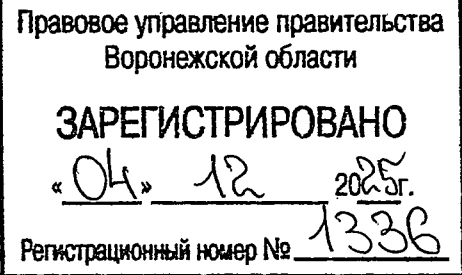 Правовое управление правительства
Воронежской области
ЗАРЕГИСТРИРОВАНО
«04» 12 2025г.
Регистрационный номер № 1336